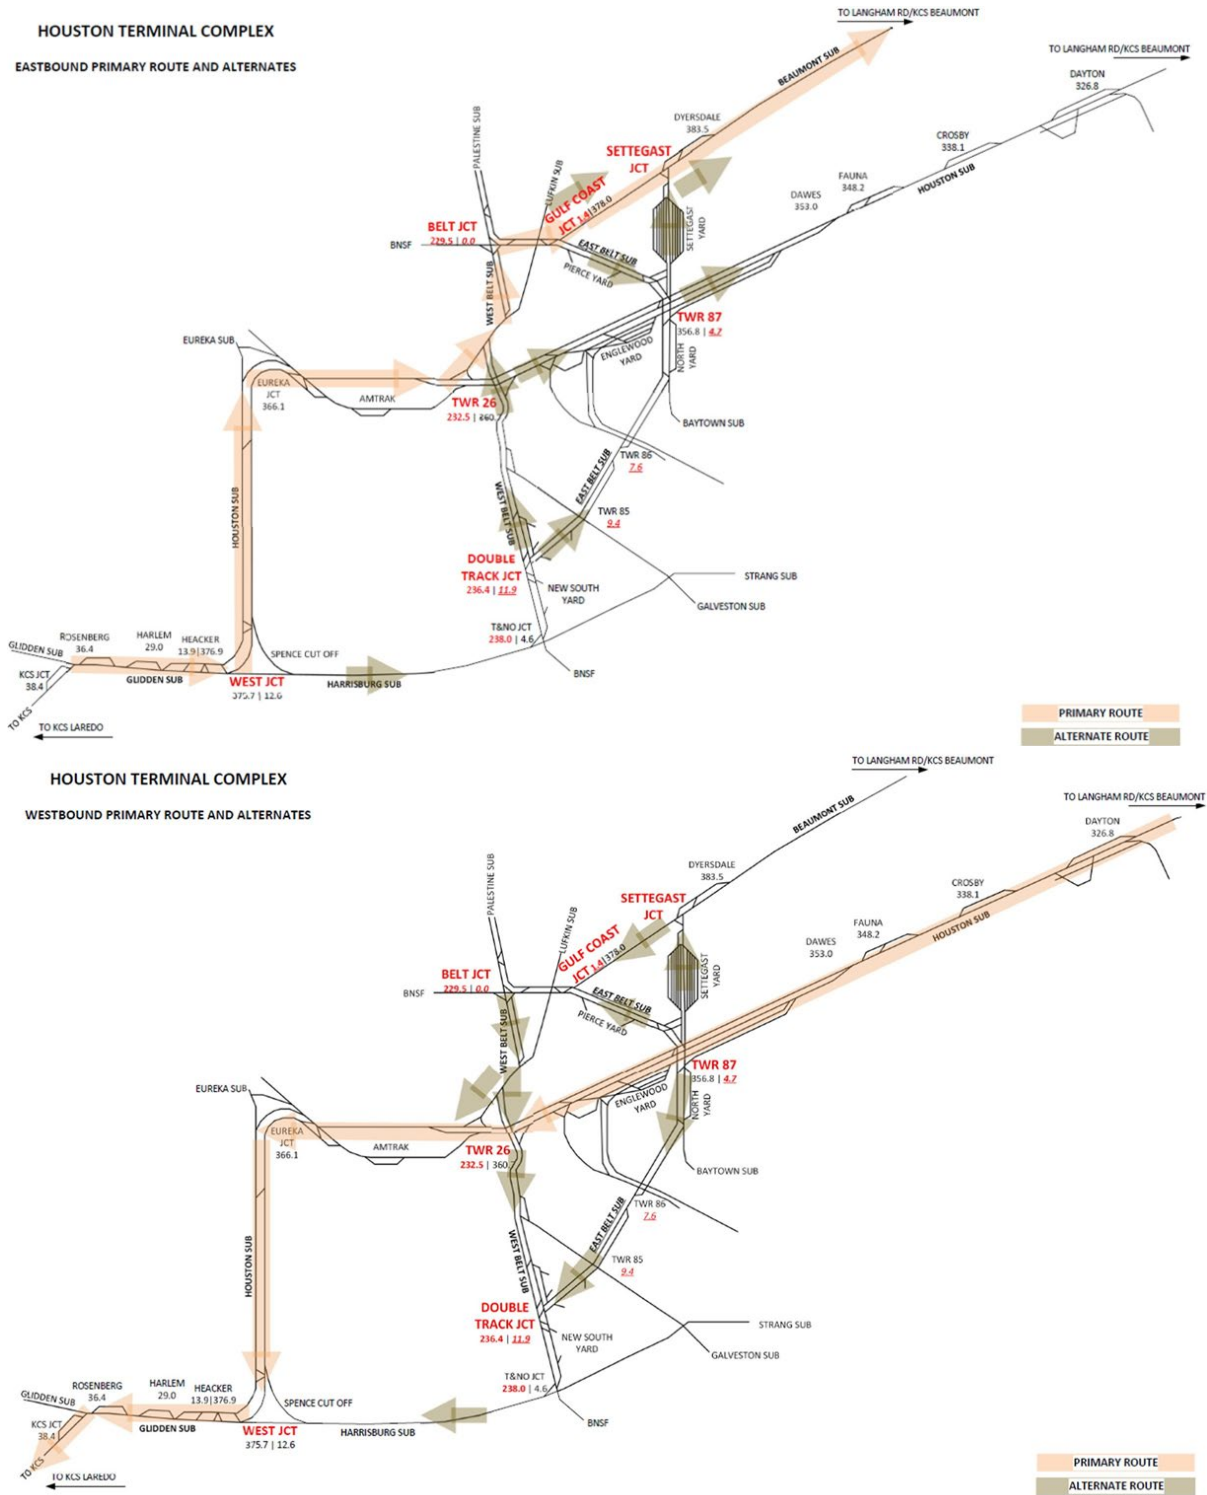 HOUSTON TERMINAL COMPLEX
EASTBOUND PRIMARY ROUTE AND ALTERNATES
TO LANGHAM RD/KCS BEAUMONT
TO LANGHAM RD/KCS BEAUMONT
BEAUMONT SUB
DAYTON
326.8
PALESTINE SUB
DYERSDALE
383.5
CROSBY
338.1
SETTEGAST
JCT
LUFKIN SUB
FAUNA
348.2
HOUSTON SUB
DAWES
353.0
GULF COAST
JCT 1.4|378.0
BELT JCT
229.5 | 0.0
BNSF
EAST BELT SUB
SETTEGAST
YARD
PIERCE YARD
WEST BELT SUB
TWR 87
356.8 | 4.7
EUREKA SUB
ENGLEWOOD
YARD
NORTH
YARD
EUREKA
JCT
366.1
AMTRAK
TWR 26
232.5 | 360.
BAYTOWN SUB
TWR 86
7.6
EAST BELT SUB
WEST BELT SUB
HOUSTON SUB
TWR 85
9.4
DOUBLE
TRACK JCT
236.4 | 11.9
STRANG SUB
NEW SOUTH
YARD
GALVESTON SUB
T&NO JCT
238.0 | 4.6
ROSENBERG
36.4
HARLEM
29.0
HEACKER
13.9|376.9
GLIDDEN SUB
SPENCE CUT OFF
BNSF
KCS JCT
38.4
GLIDDEN SUB
WEST JCT
375.7 | 12.6
HARRISBURG SUB
TO KCS
TO KCS LAREDO
PRIMARY ROUTE
ALTERNATE ROUTE
HOUSTON TERMINAL COMPLEX
WESTBOUND PRIMARY ROUTE AND ALTERNATES
TO LANGHAM RD/KCS BEAUMONT
TO LANGHAM RD/KCS BEAUMONT
BEAUMONT SUB
DAYTON
326.8
PALESTINE SUB
DYERSDALE
383.5
CROSBY
338.1
SETTEGAST
JCT
LUFKIN SUB
FAUNA
348.2
HOUSTON SUB
DAWES
353.0
GULF COAST
JCT 1.4|378.0
BELT JCT
229.5 | 0.0
BNSF
EAST BELT SUB
SETTEGAST
YARD
PIERCE YARD
WEST BELT SUB
TWR 87
356.8 | 4.7
EUREKA SUB
ENGLEWOOD
YARD
NORTH
YARD
EUREKA
JCT
366.1
AMTRAK
TWR 26
232.5 | 360.
BAYTOWN SUB
TWR 86
7.6
EAST BELT SUB
WEST BELT SUB
HOUSTON SUB
TWR 85
9.4
DOUBLE
TRACK JCT
236.4 | 11.9
STRANG SUB
NEW SOUTH
YARD
GALVESTON SUB
T&NO JCT
238.0 | 4.6
ROSENBERG
36.4
HARLEM
29.0
HEACKER
13.9|376.9
GLIDDEN SUB
SPENCE CUT OFF
BNSF
KCS JCT
38.4
GLIDDEN SUB
WEST JCT
375.7 | 12.6
HARRISBURG SUB
TO KCS
TO KCS LAREDO
PRIMARY ROUTE
ALTERNATE ROUTE